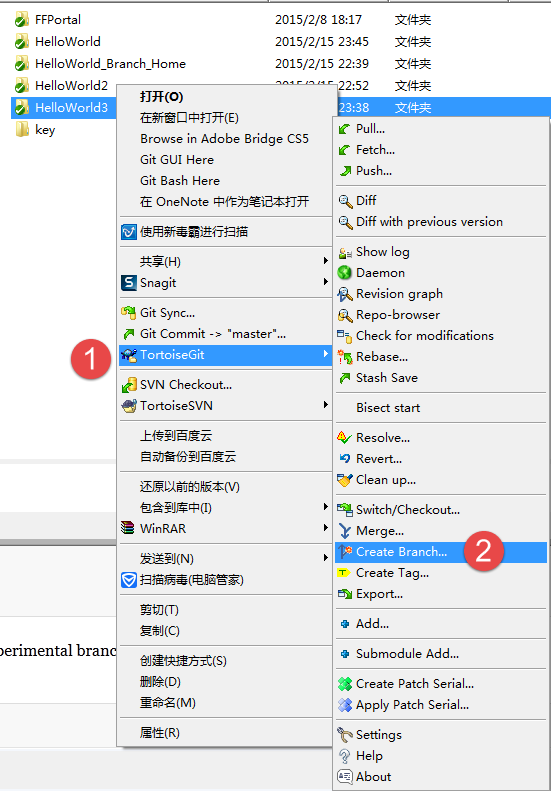 FFPortal 2015/2/8 18:17 文件夹
HelloWorld 2015/2/15 23:45 文件夹
HelloWorld_Branch_Home 2015/2/15 22:39 文件夹
HelloWorld2 22:52 文件夹
HelloWorld3 23:38 文件夹
key
打开(O)
在新窗口中打开(E)
Browse in Adobe Bridge CS5
Git GUI Here
Git Bash Here
在 OneNote 中作为笔记本打开
使用新毒霸进行扫描
共享(H)
Snagit
Git Sync...
Git Commit -> "master"...
1
TortoiseGit
SVN Checkout...
TortoiseSVN
上传到百度云
自动备份到百度云
还原以前的版本(V)
包含到库中(I)
WinRAR
发送到(N)
扫描病毒(电脑管家)
剪切(T)
复制(C)
创建快捷方式(S)
删除(D)
重命名(M)
属性(R)
Pull...
Fetch...
Push...
Diff
Diff with previous version
Show log
Daemon
Revision graph
Repo-browser
Check for modifications
Rebase...
Stash Save
Bisect start
Resolve...
Revert...
Clean up...
Switch/Checkout...
Merge...
Create Branch...
2
Create Tag...
Export...
Add...
Submodule Add...
Create Patch Serial...
Apply Patch Serial...
Settings
Help
About
perimental branc